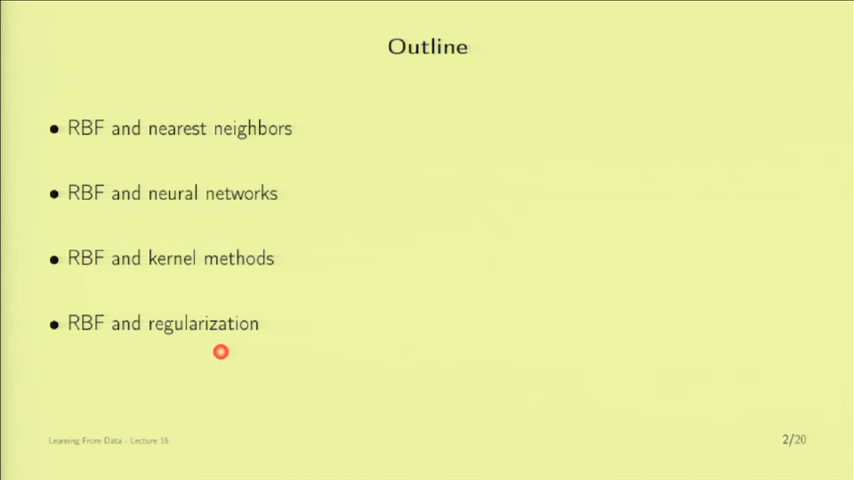 Outline
• RBF and nearest neighbors
• RBF and neural networks
• RBF and kernel methods
• RBF and regularization
Learning From Data - Lecture 16
2/20